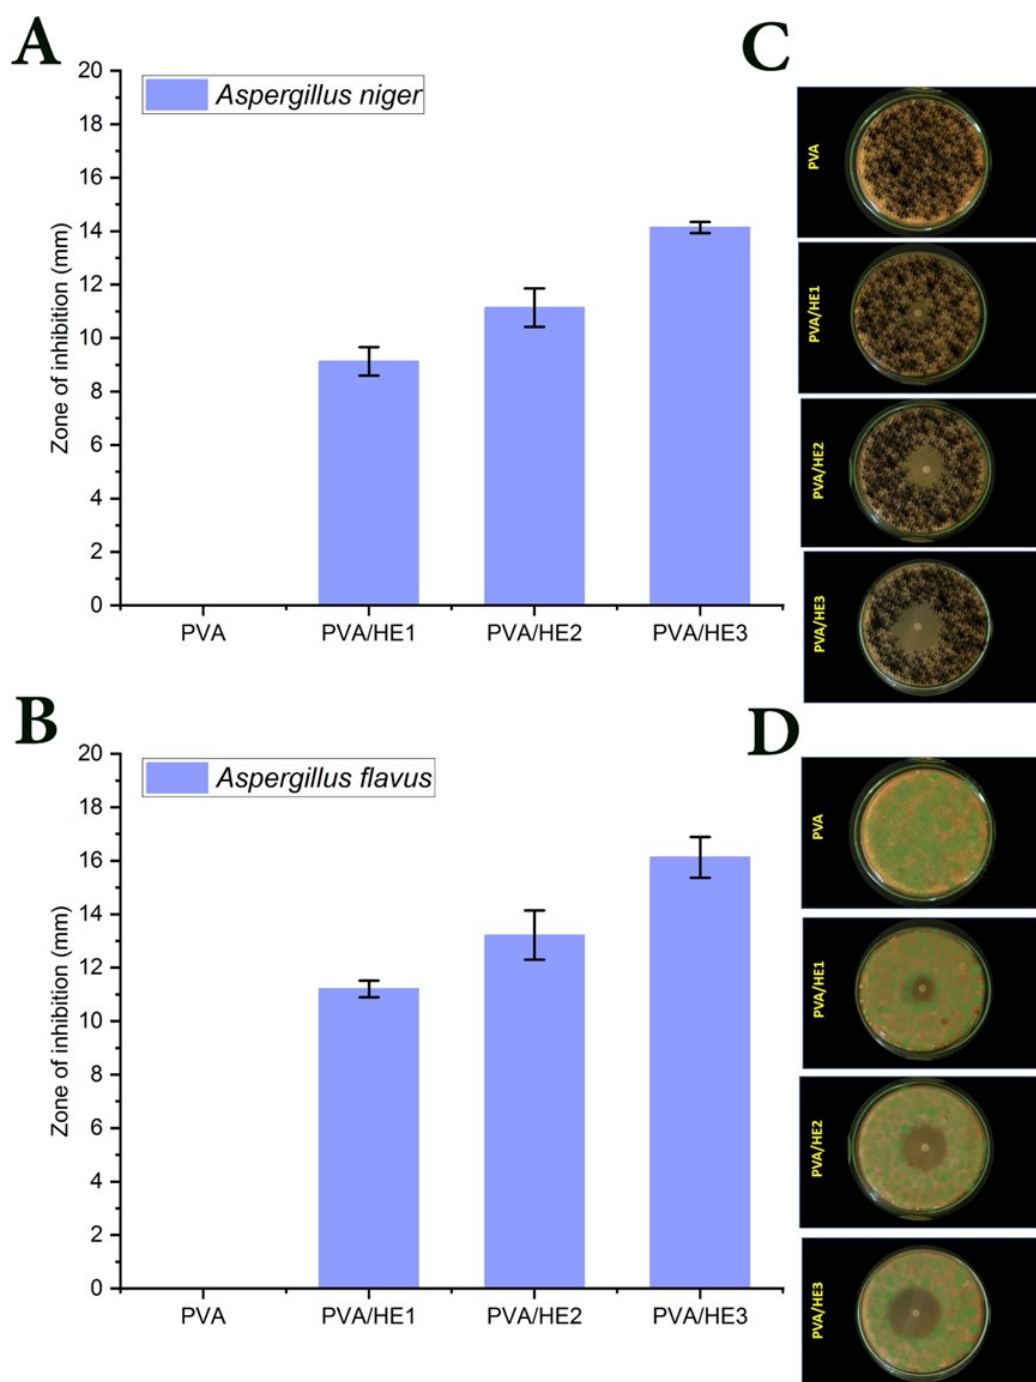 A
20
18
16
14
12
10
8
6
4
2
0
Zone of inhibition (mm)
Aspergillus niger
PVA PVA/HE1 PVA/HE2 PVA/HE3
C
PVA
PVA/HE1
PVA/HE2
PVA/HE3
B
20
18
16
14
12
10
8
6
4
2
0
Zone of inhibition (mm)
Aspergillus flavus
PVA PVA/HE1 PVA/HE2 PVA/HE3
D
PVA
PVA/HE1
PVA/HE2
PVA/HE3